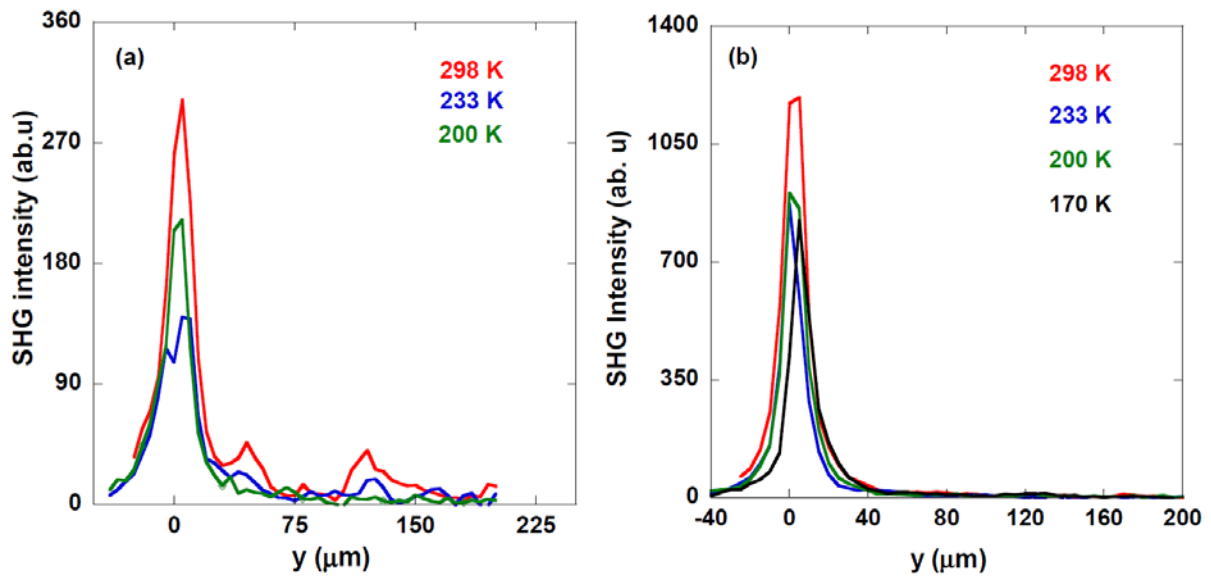 (a)
298 K
233 K
200 K
360
270
180
90
0
SHG intensity (ab.u)
0
75
150
225
y (μm)
(b)
298 K
233 K
200 K
170 K
1400
1050
700
350
0
SHG Intensity (ab. u)
-40
0
40
80
120
160
200
y (μm)